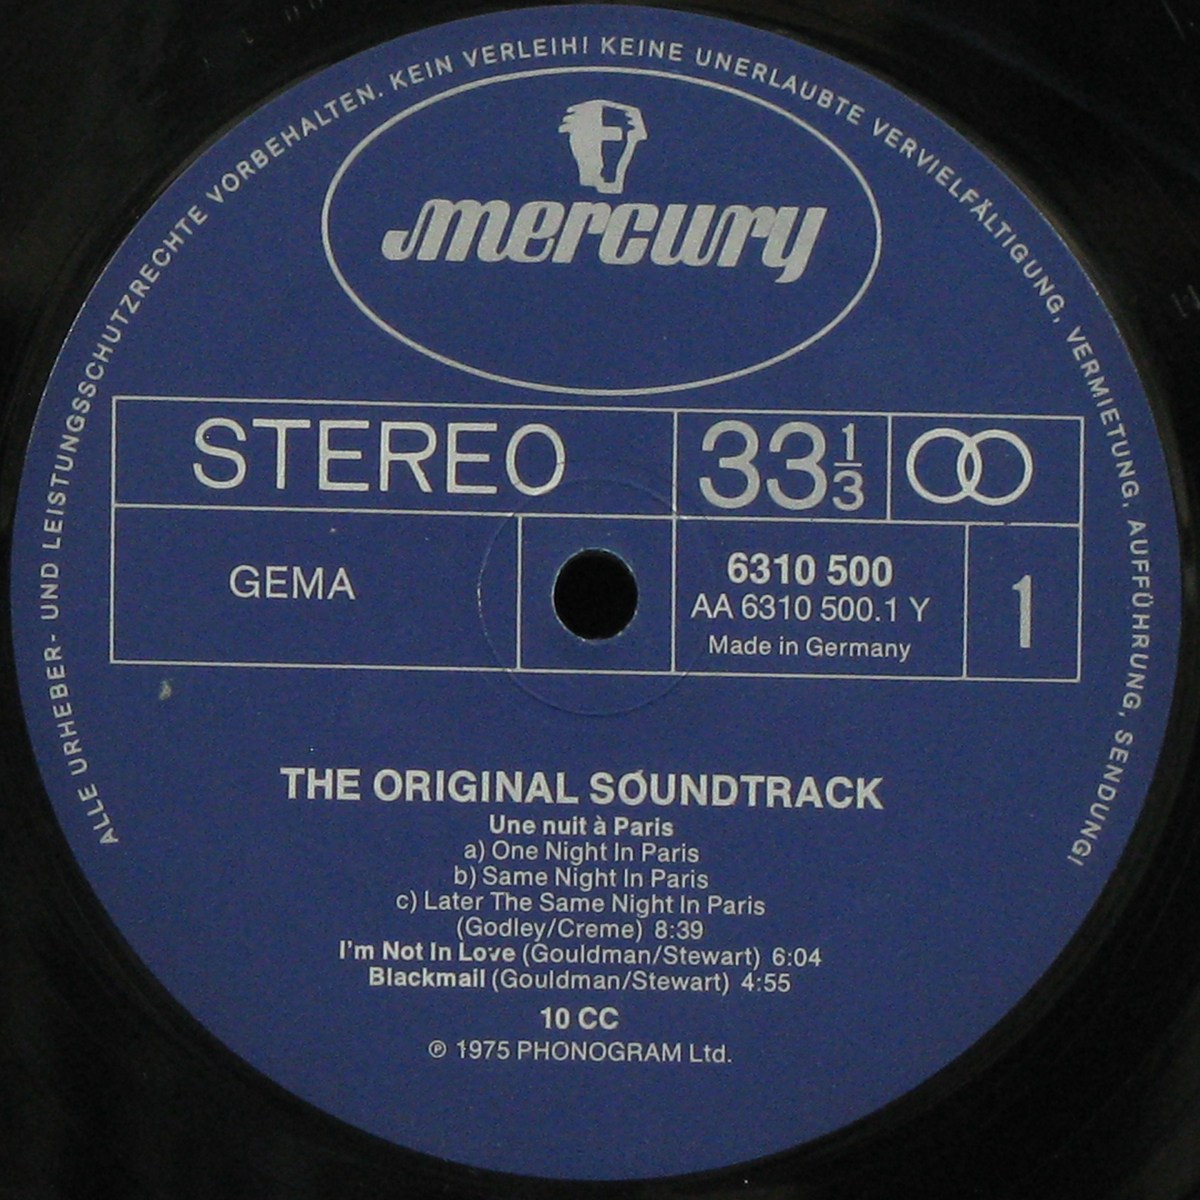 ALLE URHEBER- UND LEISTUNGSSCHUTZRECHTE VORBEHALTEN. KEIN VERLEIH! KEINE UNERLAUBTE VERVIELFÄLTIGUNG, VERMIETUNG, AUFFÜHRUNG, SENDUNG!
mercury
STEREO
33 1/3
GEMA
6310 500
AA 6310 500.1 Y
Made in Germany
1
THE ORIGINAL SOUNDTRACK
Une nuit à Paris
a) One Night In Paris
b) Same Night In Paris
c) Later The Same Night In Paris
(Godley/Creme) 8:39
I'm Not In Love (Gouldman/Stewart) 6:04
Blackmail (Gouldman/Stewart) 4:55
10 CC
℗ 1975 PHONOGRAM Ltd.